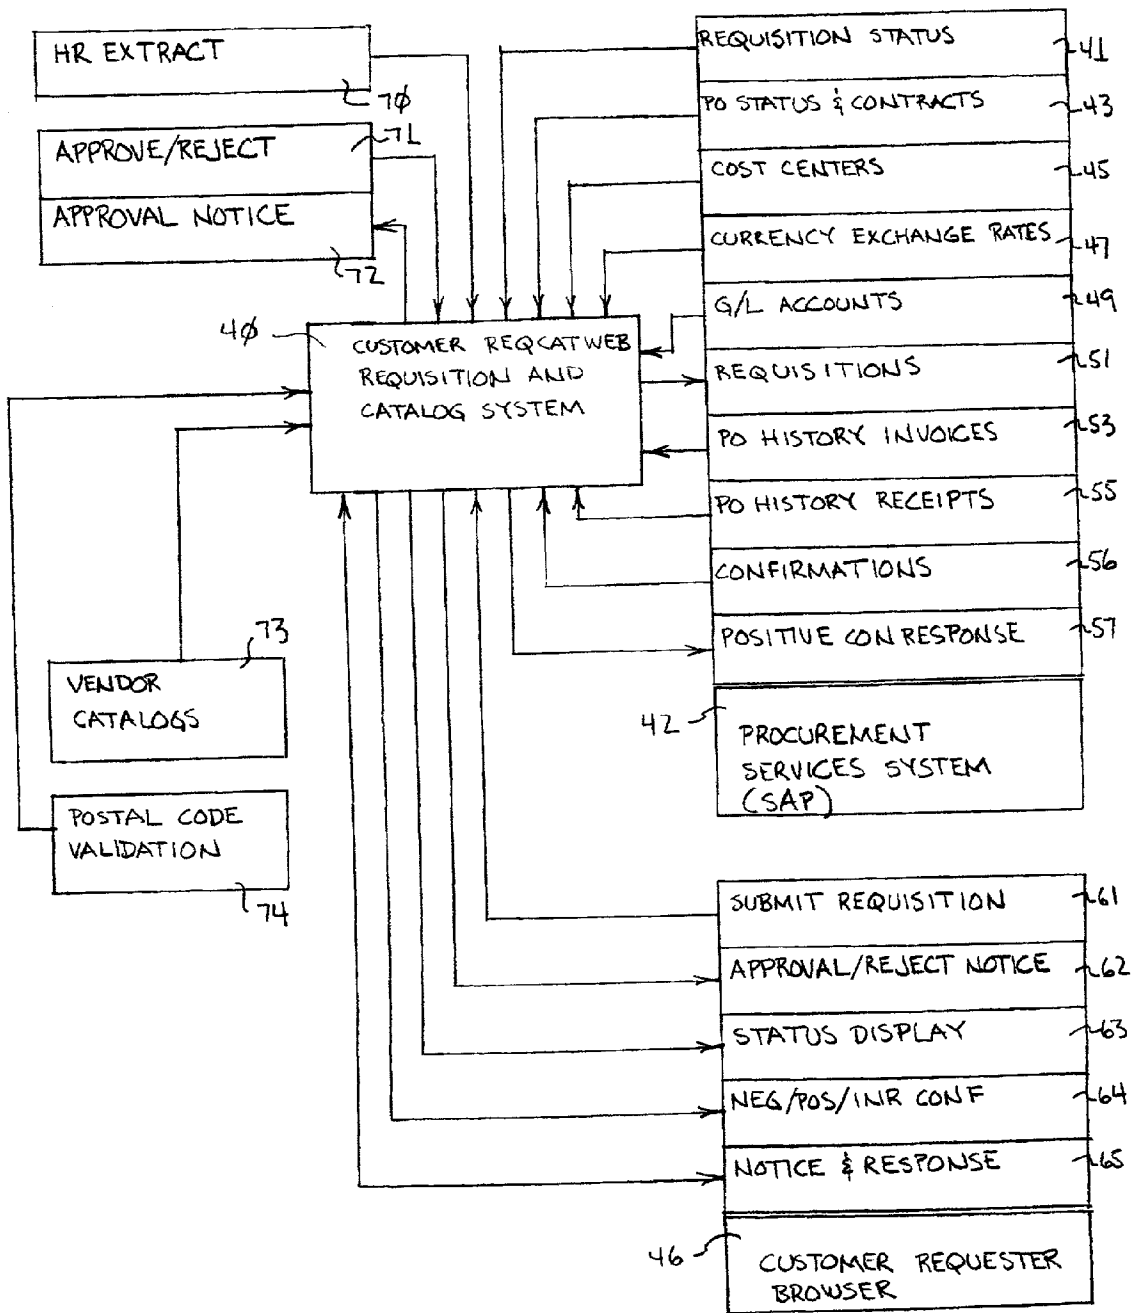 HR EXTRACT
7Ø
APPROVE/REJECT
71
APPROVAL NOTICE
72
4Ø
CUSTOMER REQCAT WEB
REQUISITION AND
CATALOG SYSTEM
73
VENDOR
CATALOGS
POSTAL CODE
VALIDATION
74
REQUISITION STATUS
41
PO STATUS & CONTRACTS
43
COST CENTERS
45
CURRENCY EXCHANGE RATES
47
G/L ACCOUNTS
49
REQUISITIONS
51
PO HISTORY INVOICES
53
PO HISTORY RECEIPTS
55
CONFIRMATIONS
56
POSITIVE CON RESPONSE
57
42
PROCUREMENT
SERVICES SYSTEM
(SAP)
SUBMIT REQUISITION
61
APPROVAL/REJECT NOTICE
62
STATUS DISPLAY
63
NEG/POS/INR CONF
64
NOTICE & RESPONSE
65
46
CUSTOMER REQUESTER
BROWSER